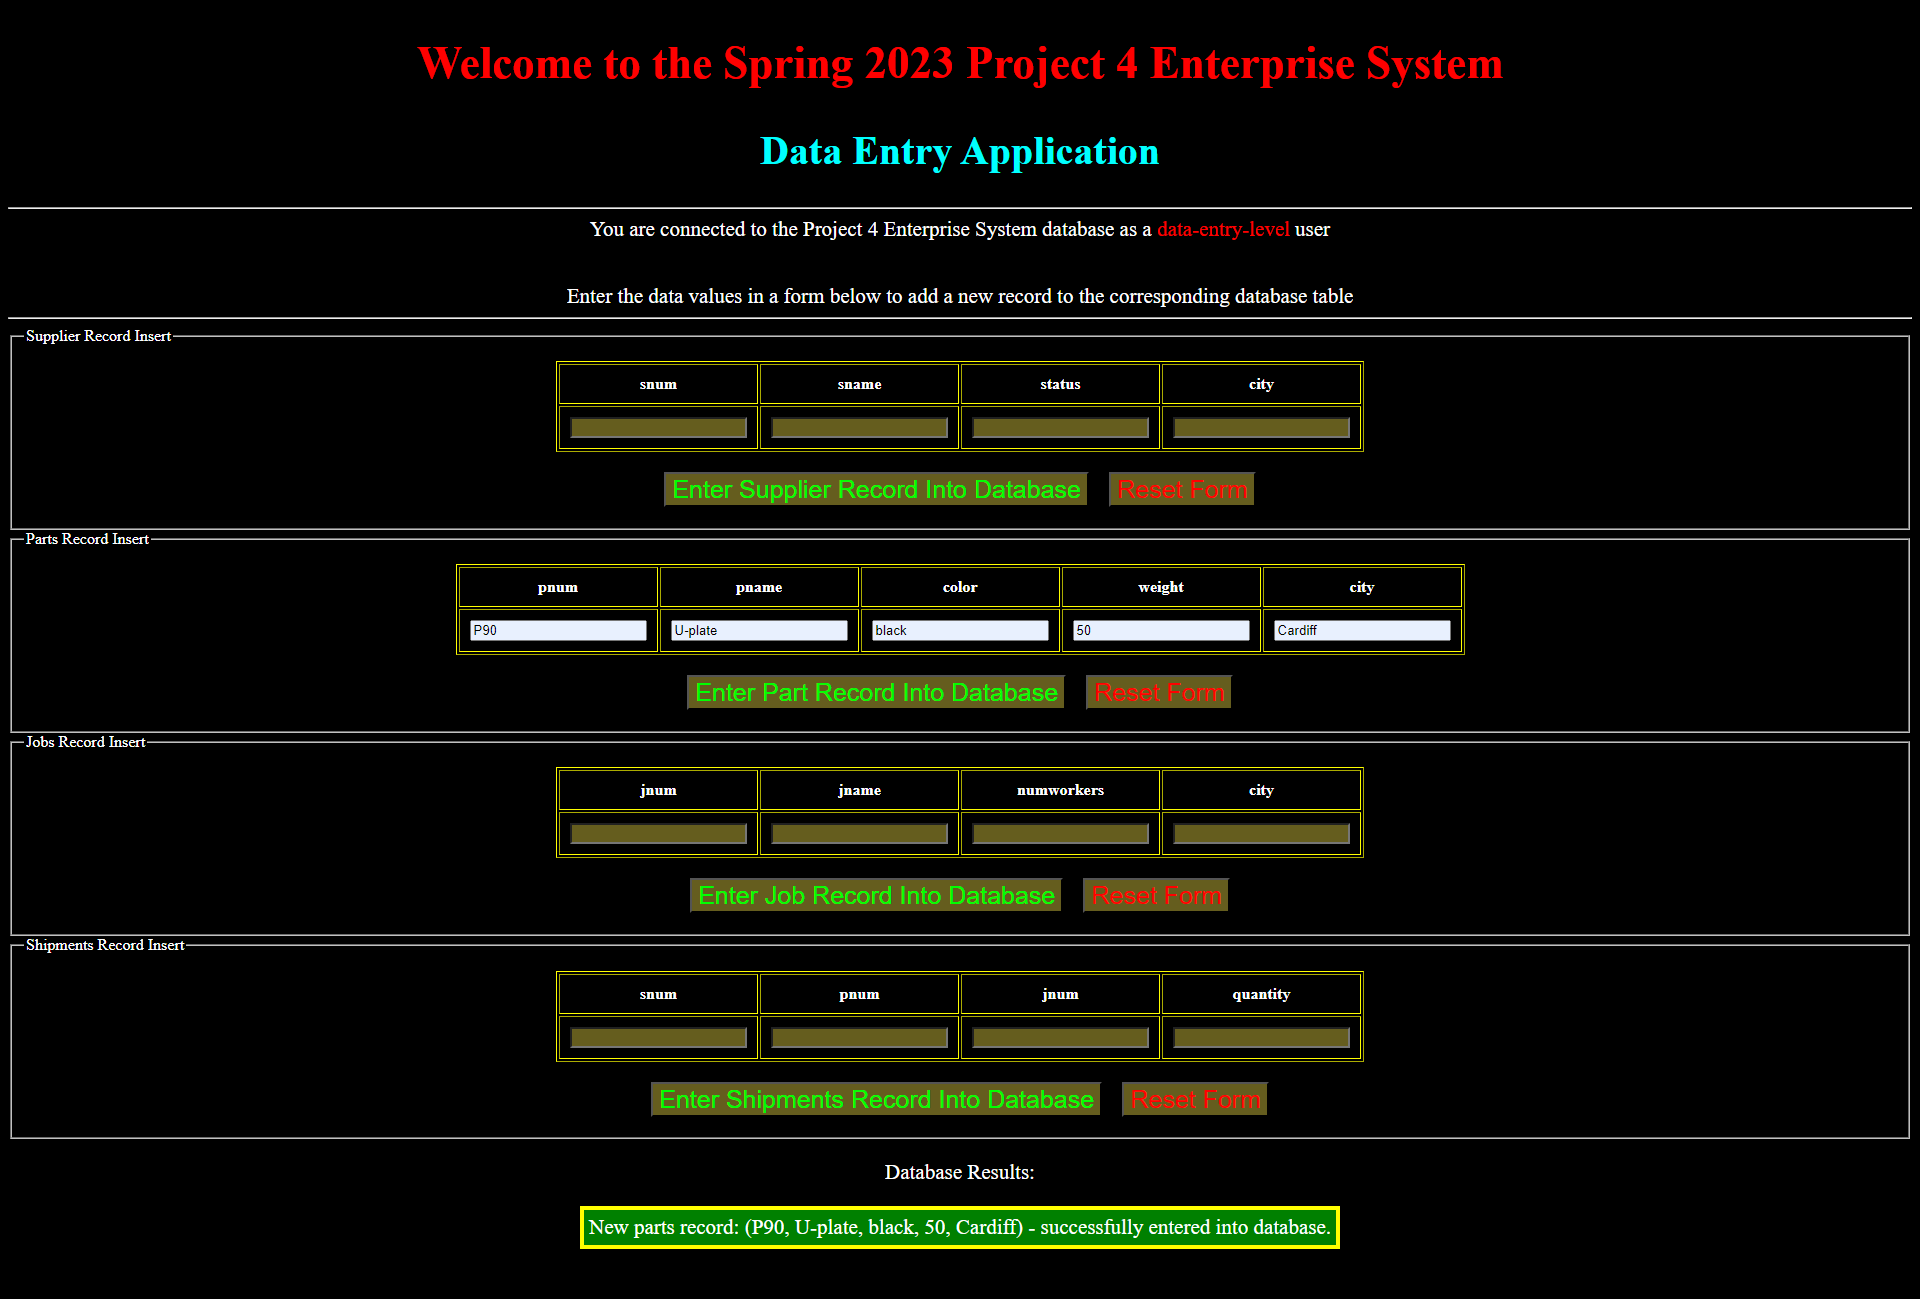 Welcome to the Spring 2023 Project 4 Enterprise System
Data Entry Application
You are connected to the Project 4 Enterprise System database as a data-entry-level user
Enter the data values in a form below to add a new record to the corresponding database table
Supplier Record Insert
snum sname status city
Enter Supplier Record Into Database Reset Form
Parts Record Insert
pnum pname color weight city
P90 U-plate black 50 Cardiff
Enter Part Record Into Database Reset Form
Jobs Record Insert
jnum jname numworkers city
Enter Job Record Into Database Reset Form
Shipments Record Insert
snum pnum jnum quantity
Enter Shipments Record Into Database Reset Form
Database Results:
New parts record: (P90, U-plate, black, 50, Cardiff) - successfully entered into database.